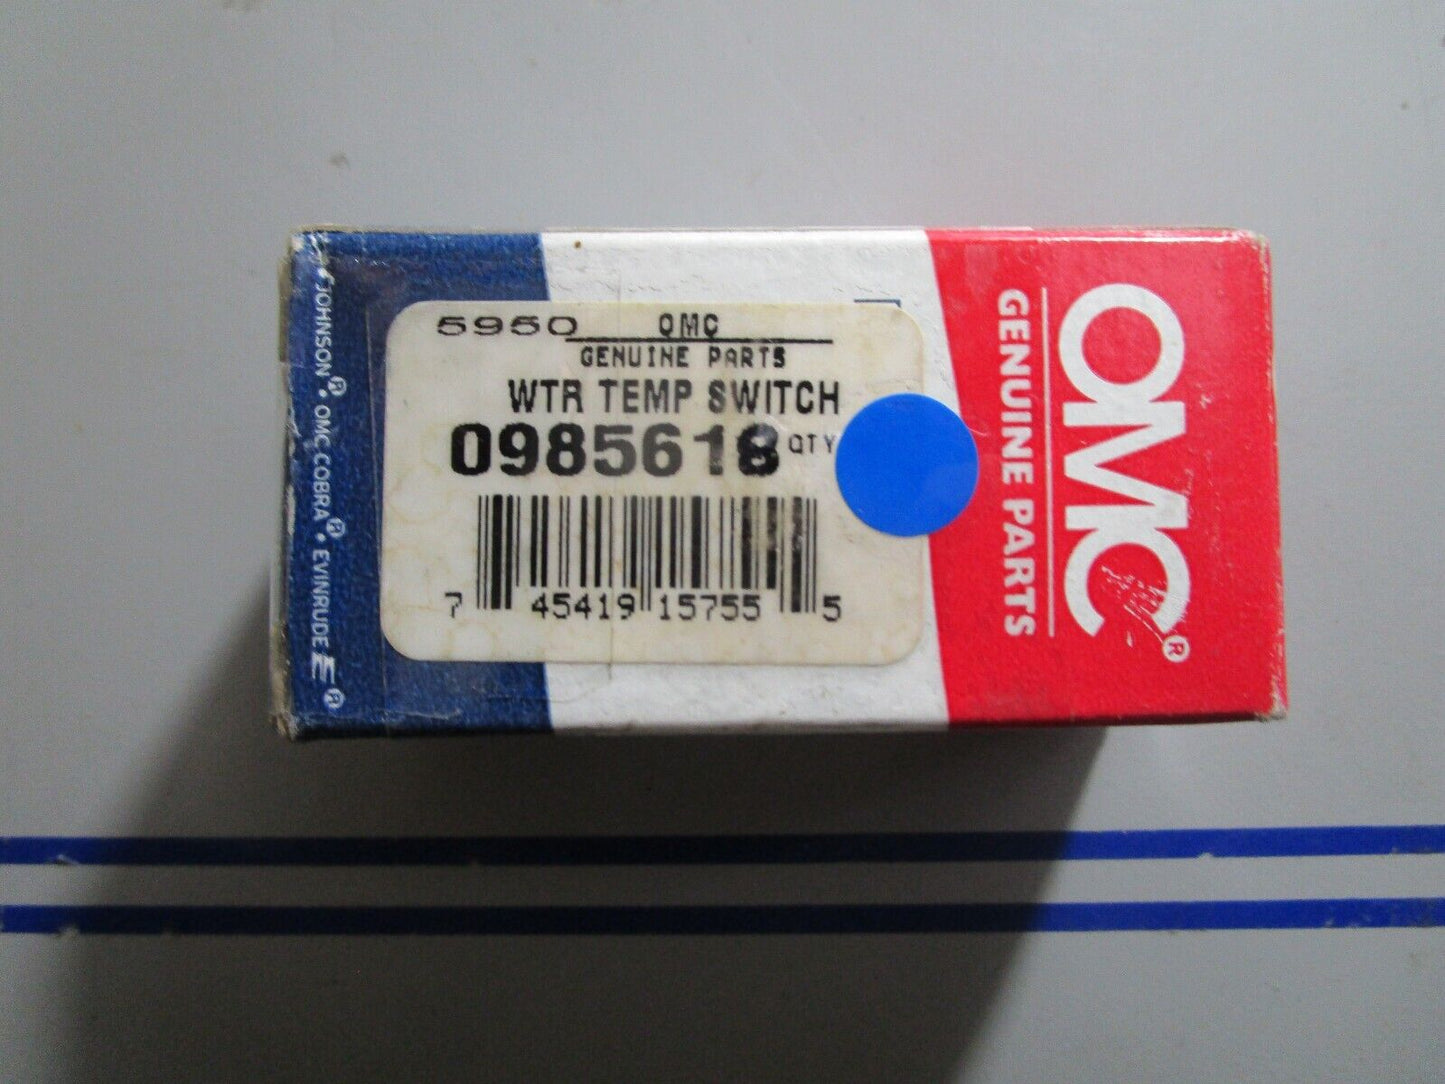 5950 OMC
GENUINE PARTS
WTR TEMP SWITCH
0985618 QTY
7 45419 15755 5
JOHNSON® • OMC COBRA® • EVINRUDE E®
OMC®
GENUINE PARTS